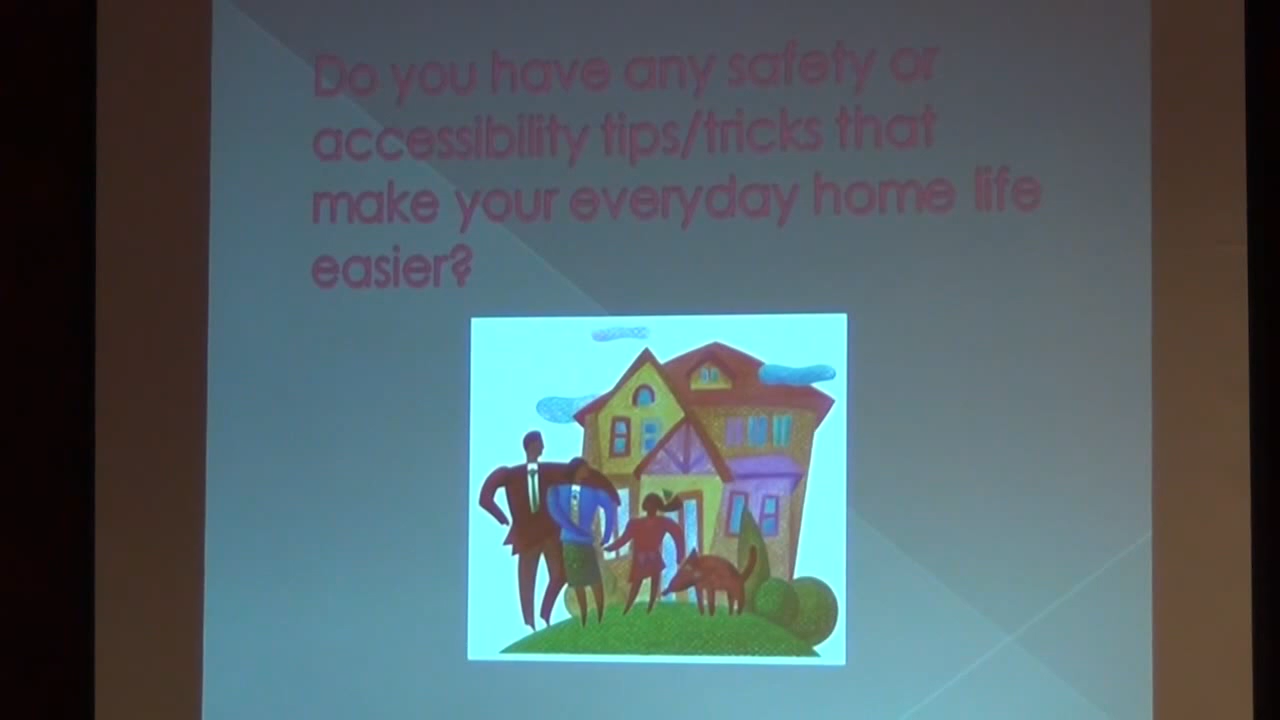 Do you have any safety or
accessibility tips/tricks that
make your everyday home life
easier?